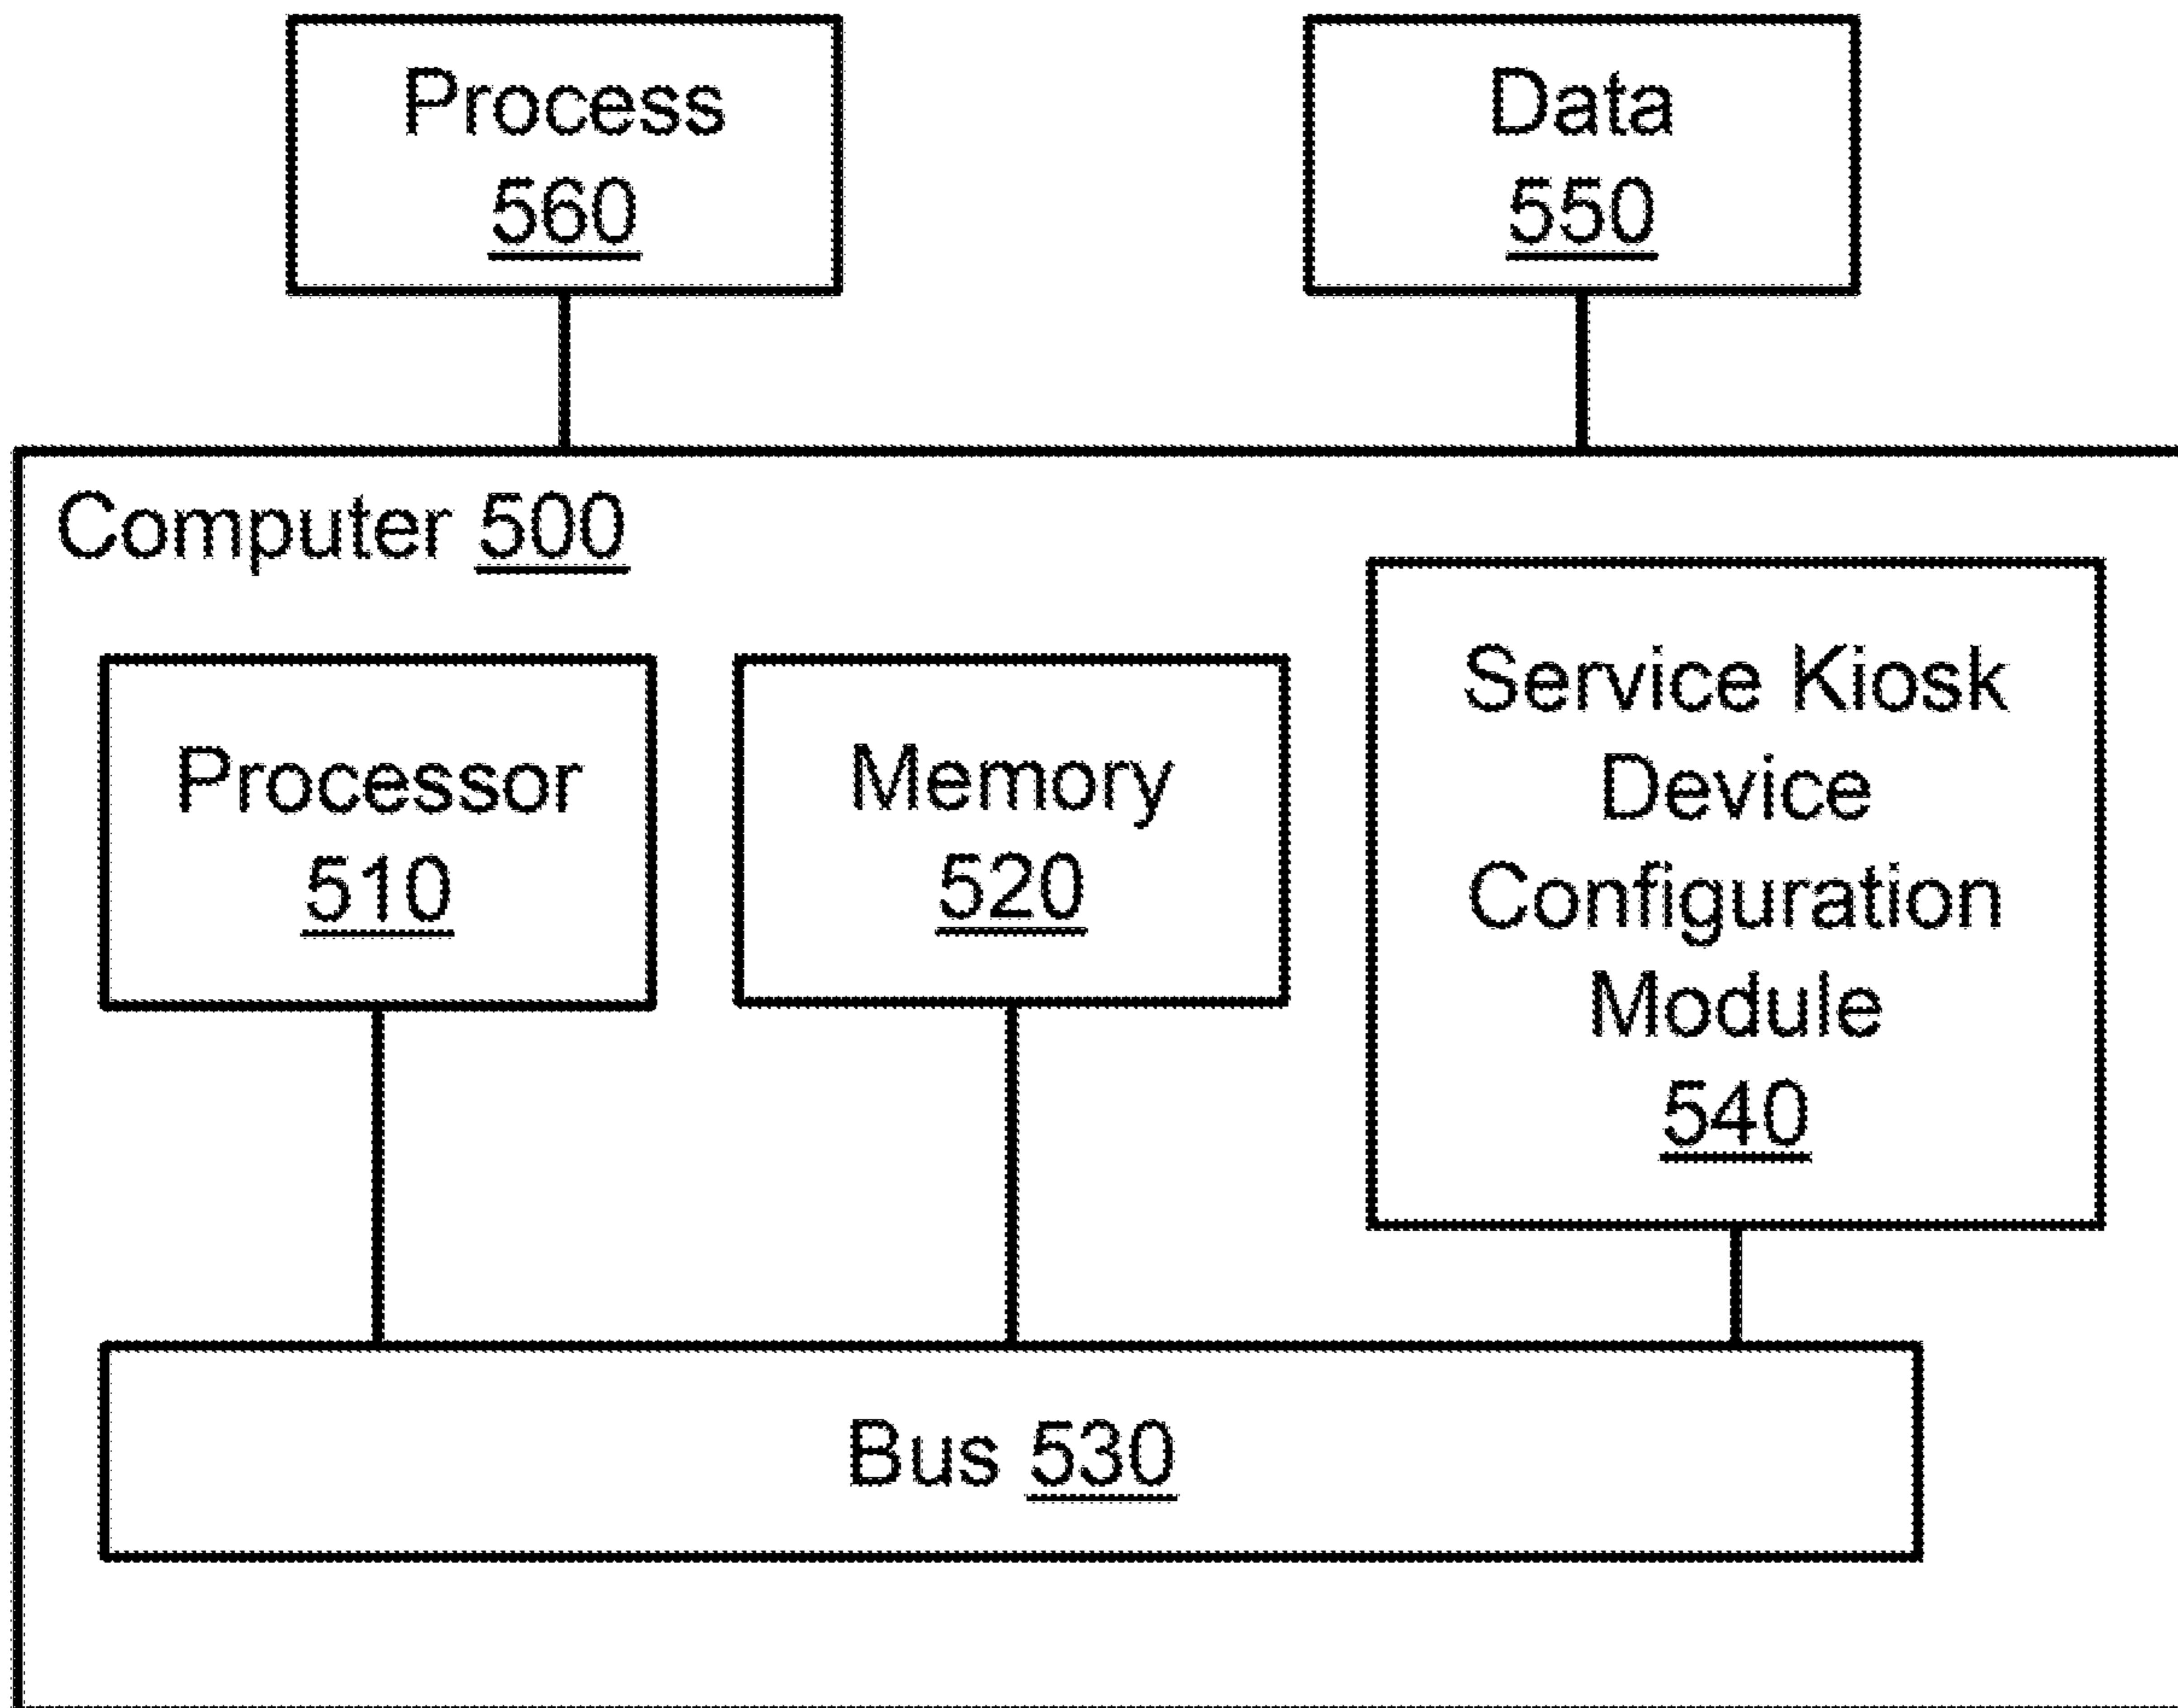 Process
560
Data
550
Computer 500
Processor
510
Memory
520
Service Kiosk
Device
Configuration
Module
540
Bus 530